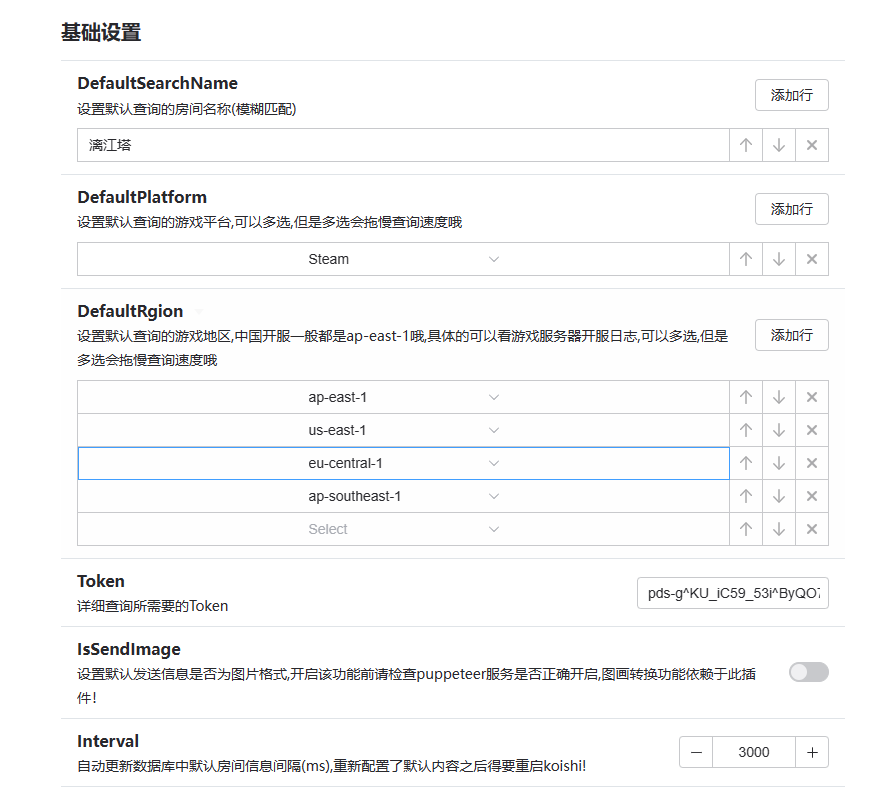 基础设置
DefaultSearchName
设置默认查询的房间名称(模糊匹配)
添加行
漓江塔
DefaultPlatform
设置默认查询的游戏平台,可以多选,但是多选会拖慢查询速度哦
添加行
Steam
DefaultRgion
设置默认查询的游戏地区,中国开服一般都是ap-east-1哦,具体的可以看游戏服务器开服日志,可以多选,但是
多选会拖慢查询速度哦
添加行
ap-east-1
us-east-1
eu-central-1
ap-southeast-1
Select
Token
详细查询所需要的Token
pds-g^KU_iC59_53i^ByQO7
IsSendImage
设置默认发送信息是否为图片格式,开启该功能前请检查puppeteer服务是否正确开启,图画转换功能依赖于此插
件!
Interval
自动更新数据库中默认房间信息间隔(ms),重新配置了默认内容之后得要重启koishi!
3000